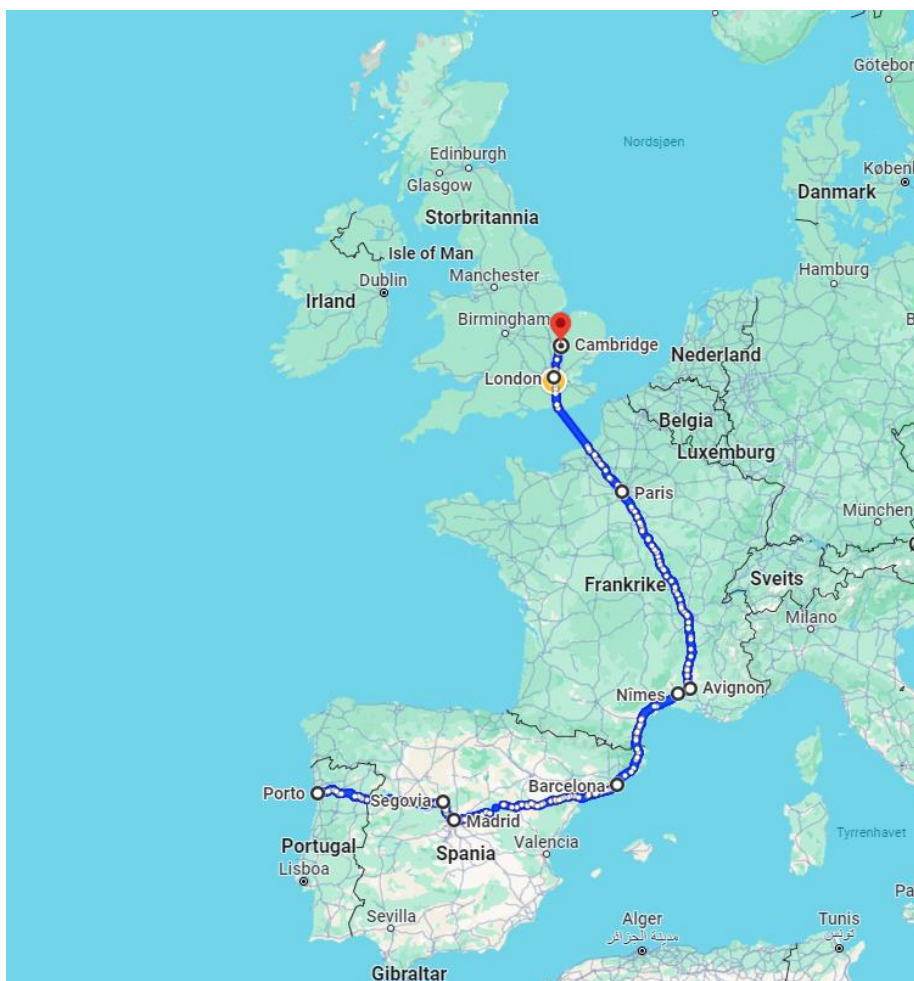 Göteborg
Nordsjøen
Edinburgh
Glasgow
Københ
Danmark
Storbritannia
Isle of Man
Dublin
Manchester
Hamburg
Irland
Birmingham
B
Cambridge
Nederland
London
Belgia
Luxemburg
Paris
München
Frankrike
Sveits
Milano
Nîmes
Avignon
Barcelona
Porto
Segovia
Madrid
Tyrrenhavet
Portugal
Spania
Valencia
Lisboa
Pa
Sevilla
Alger
مدينة الجزائر
Tunis
تونس
Gibraltar